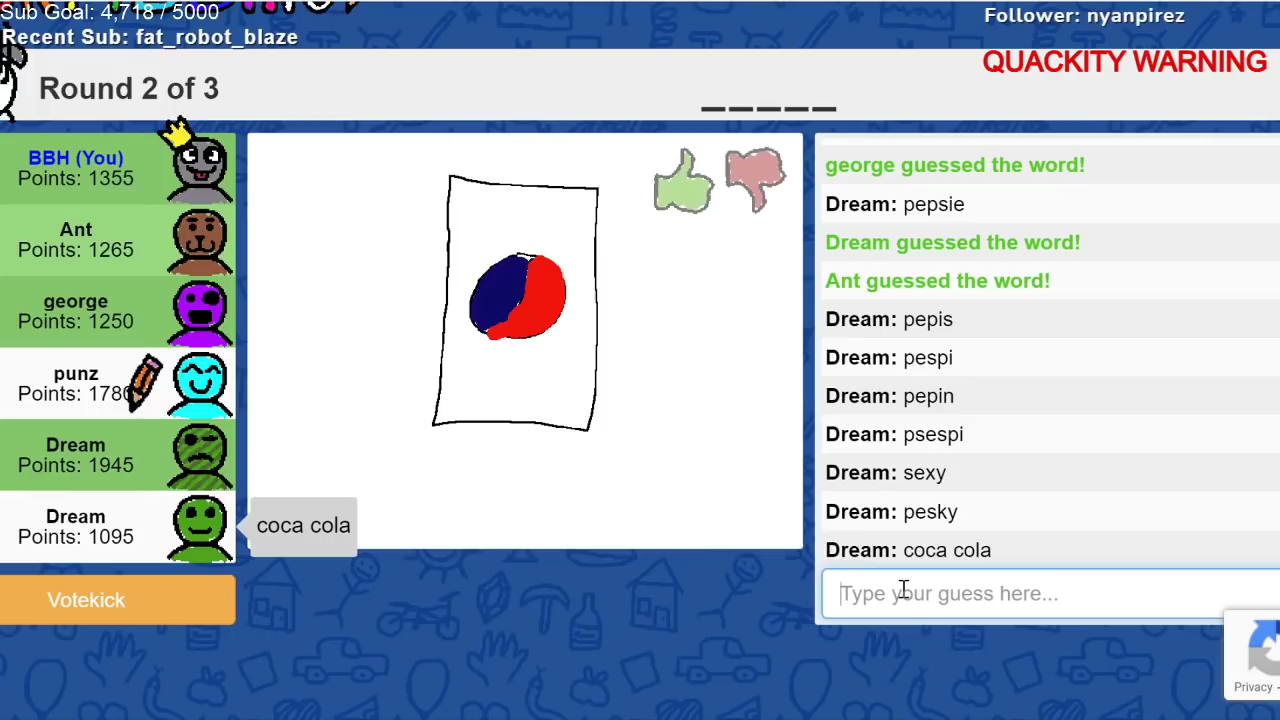 Sub Goal: 4,718 / 5000
Recent Sub: fat_robot_blaze
Follower: nyanpirez
QUACKITY WARNING
Round 2 of 3
_ _ _ _ _
BBH (You)
Points: 1355
Ant
Points: 1265
george
Points: 1250
punz
Points: 178
Dream
Points: 1945
Dream
Points: 1095
coca cola
Votekick
george guessed the word!
Dream: pepsie
Dream guessed the word!
Ant guessed the word!
Dream: pepis
Dream: pespi
Dream: pepin
Dream: psespi
Dream: sexy
Dream: pesky
Dream: coca cola
Type your guess here...
Privacy -